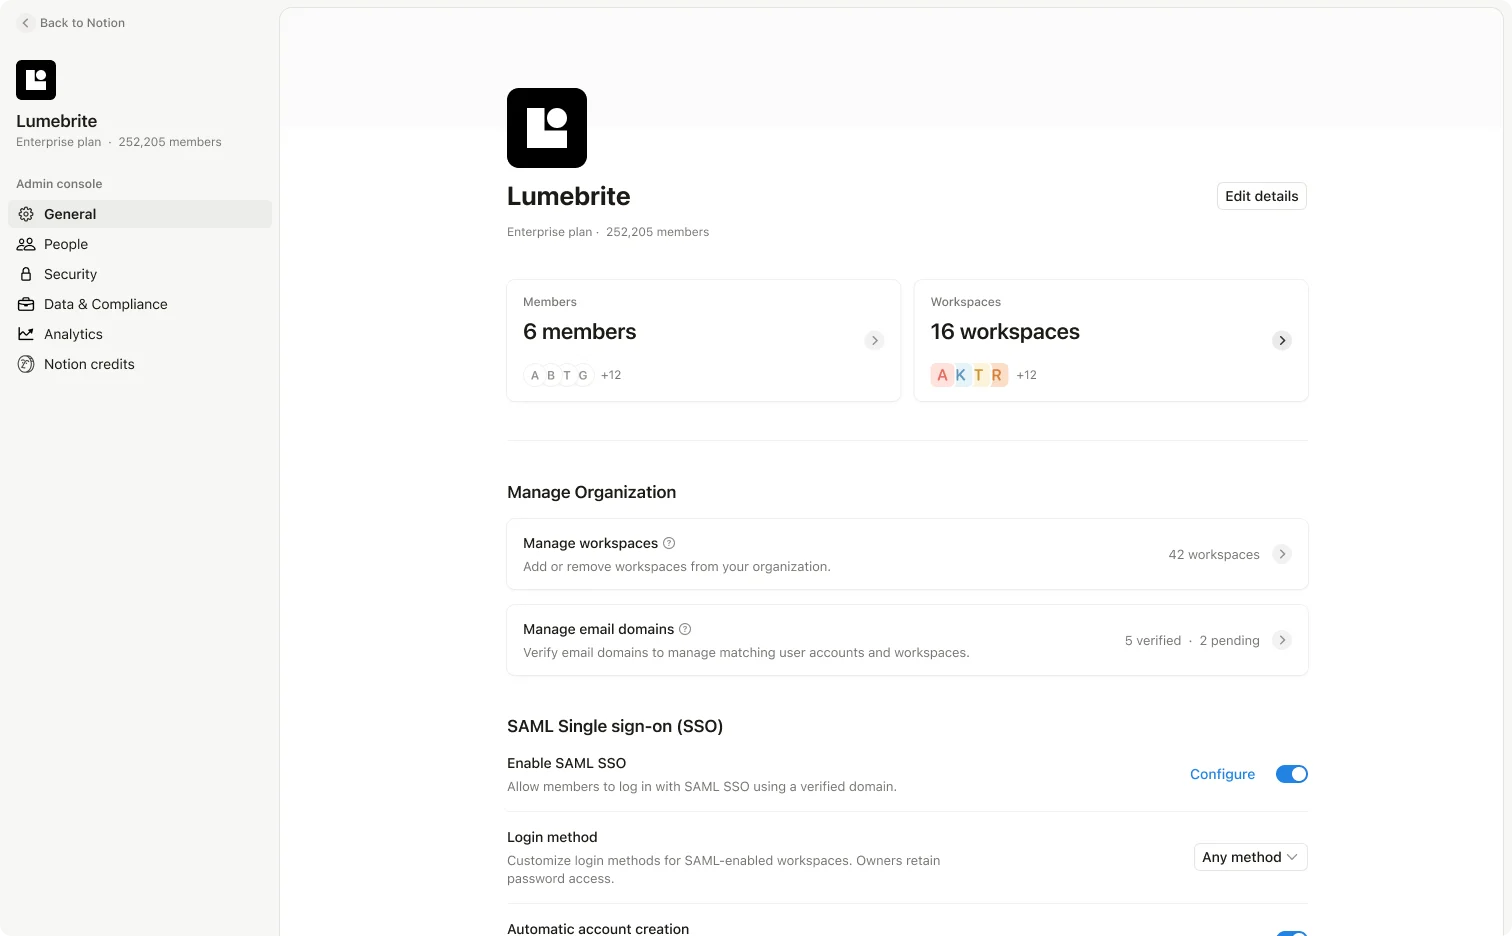 Back to Notion
Lumebrite
Enterprise plan · 252,205 members
Admin console
General
People
Security
Data & Compliance
Analytics
Notion credits
Lumebrite
Edit details
Enterprise plan · 252,205 members
Members
6 members
A B T G +12
Workspaces
16 workspaces
A K T R +12
Manage Organization
Manage workspaces ?
Add or remove workspaces from your organization.
42 workspaces
Manage email domains ?
Verify email domains to manage matching user accounts and workspaces.
5 verified · 2 pending
SAML Single sign-on (SSO)
Enable SAML SSO
Allow members to log in with SAML SSO using a verified domain.
Configure
Login method
Customize login methods for SAML-enabled workspaces. Owners retain
password access.
Any method
Automatic account creation